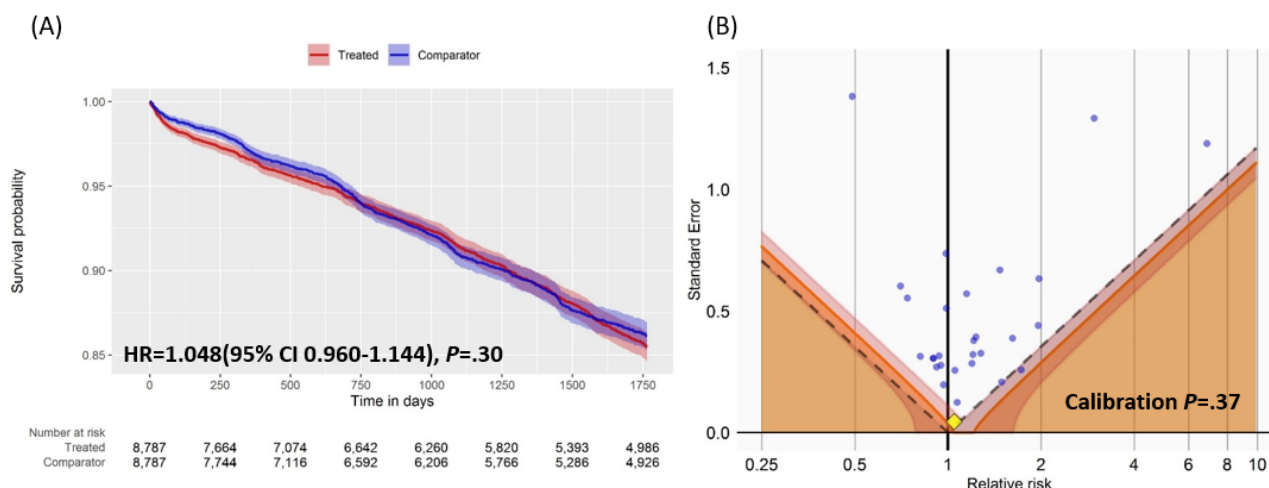 (A)
Treated Comparator
1.00
0.95
0.90
0.85
Survival probability
HR=1.048(95% CI 0.960-1.144), P=.30
0 250 500 750 1000 1250 1500 1750
Time in days
Number at risk
Treated 8,787 7,664 7,074 6,642 6,260 5,820 5,393 4,986
Comparator 8,787 7,744 7,116 6,592 6,206 5,766 5,286 4,926
(B)
1.5
1.0
0.5
0.0
Standard Error
Calibration P=.37
0.25 0.5 1 2 4 6 8 10
Relative risk